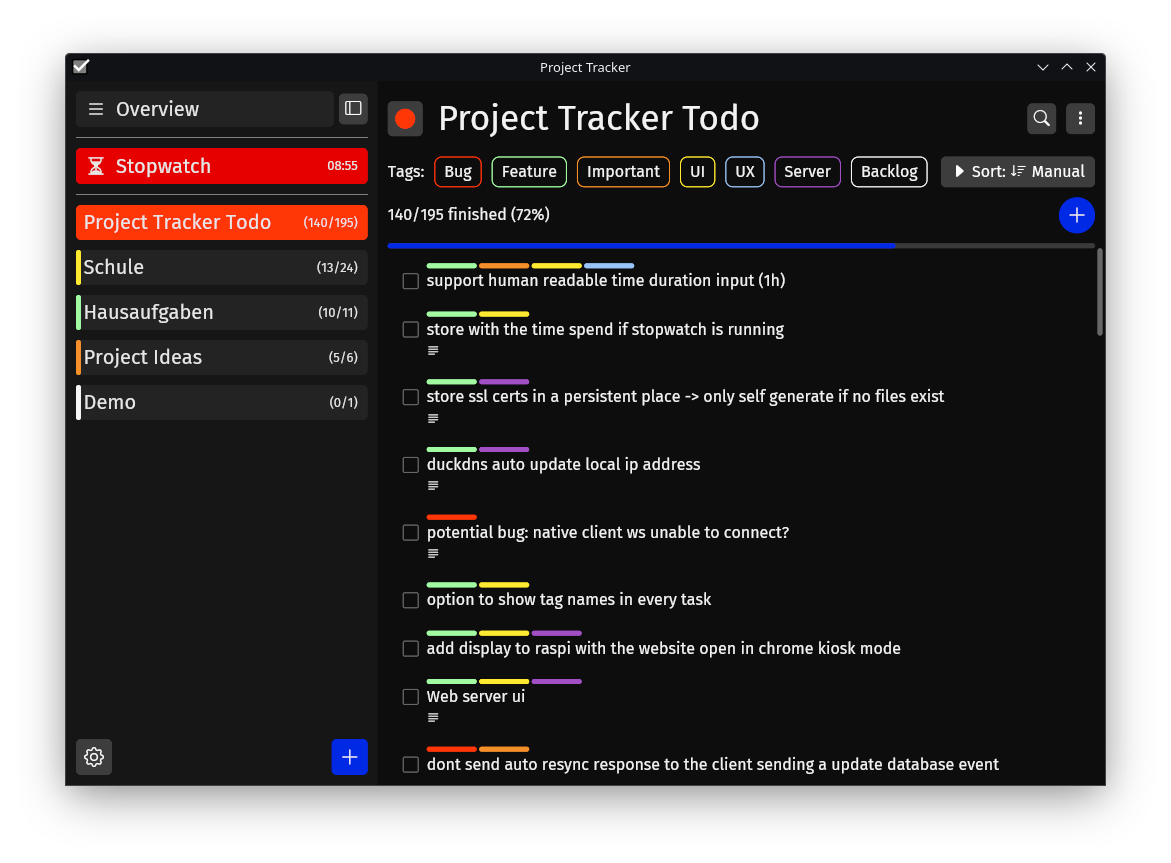 Project Tracker
Overview
Stopwatch 08:55
Project Tracker Todo (140/195)
Schule (13/24)
Hausaufgaben (10/11)
Project Ideas (5/6)
Demo (0/1)
Project Tracker Todo
Tags: Bug Feature Important UI UX Server Backlog Sort: Manual
140/195 finished (72%)
support human readable time duration input (1h)
store with the time spend if stopwatch is running
store ssl certs in a persistent place -> only self generate if no files exist
duckdns auto update local ip address
potential bug: native client ws unable to connect?
option to show tag names in every task
add display to raspi with the website open in chrome kiosk mode
Web server ui
dont send auto resync response to the client sending a update database event